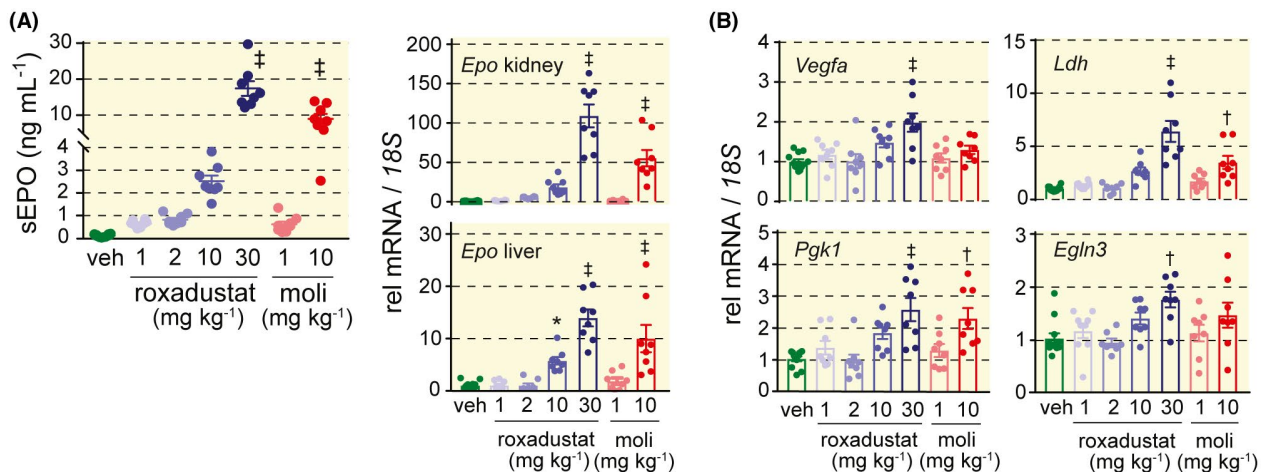 (A)
sEPO (ng mL⁻¹)
30
20
10
4
3
2
1
0
‡
‡
veh 1 2 10 30 1 10
roxadustat moli
(mg kg⁻¹) (mg kg⁻¹)
rel mRNA / 18S
Epo kidney
200
150
100
50
0
‡
‡
Epo liver
30
20
10
0
*
‡
‡
veh 1 2 10 30 1 10
roxadustat moli
(mg kg⁻¹) (mg kg⁻¹)
(B)
rel mRNA / 18S
Vegfa
4
3
2
1
0
‡
Ldh
15
10
5
0
‡
†
Pgk1
5
4
3
2
1
0
‡
†
veh 1 2 10 30 1 10
roxadustat moli
(mg kg⁻¹) (mg kg⁻¹)
Egln3
3
2
1
0
†
veh 1 2 10 30 1 10
roxadustat moli
(mg kg⁻¹) (mg kg⁻¹)